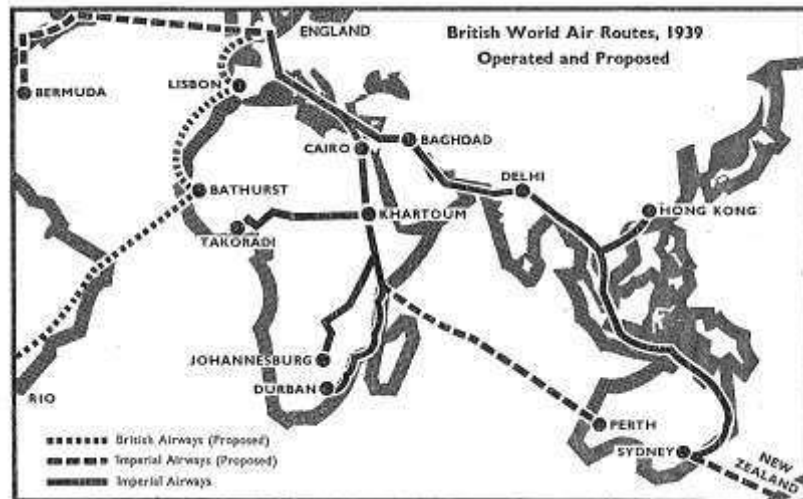 ENGLAND
British World Air Routes, 1939
Operated and Proposed
BERMUDA
LISBON
CAIRO
BAGHDAD
DELHI
BATHURST
KHARTOUM
HONG KONG
TAKORADI
JOHANNESBURG
DURBAN
RIO
PERTH
SYDNEY
NEW
ZEALAND
British Airways (Proposed)
Imperial Airways (Proposed)
Imperial Airways